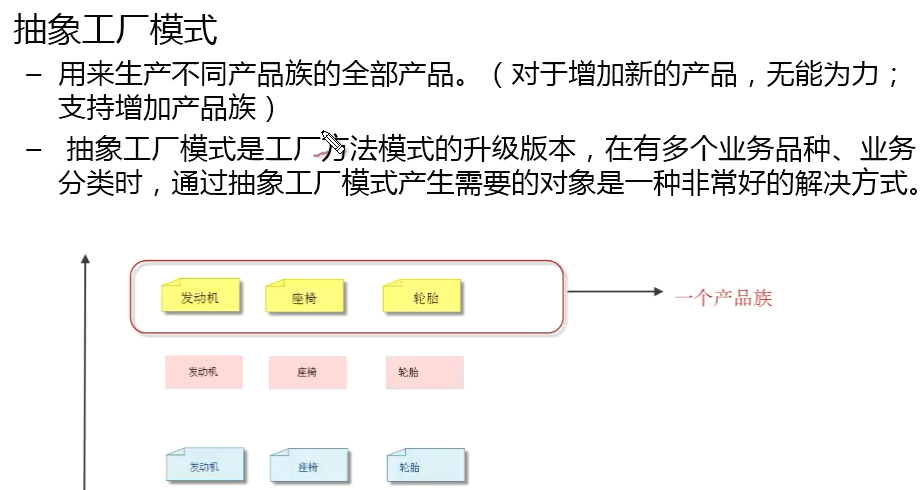 抽象工厂模式
– 用来生产不同产品族的全部产品。（对于增加新的产品，无能为力；
支持增加产品族）
– 抽象工厂模式是工厂方法模式的升级版本，在有多个业务品种、业务
分类时，通过抽象工厂模式产生需要的对象是一种非常好的解决方式。
发动机 座椅 轮胎 一个产品族
发动机 座椅 轮胎
发动机 座椅 轮胎